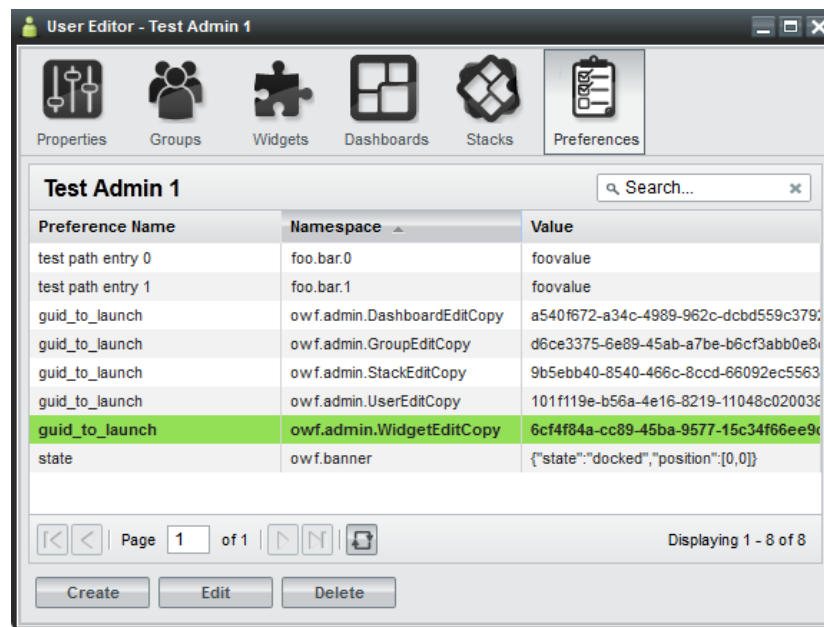 User Editor - Test Admin 1
Properties Groups Widgets Dashboards Stacks Preferences
Test Admin 1 Search...
Preference Name Namespace Value
test path entry 0 foo.bar.0 foovalue
test path entry 1 foo.bar.1 foovalue
guid_to_launch owf.admin.DashboardEditCopy a540f672-a34c-4989-962c-dcbd559c3792
guid_to_launch owf.admin.GroupEditCopy d6ce3375-6e89-45ab-a7be-b6cf3abb0e8
guid_to_launch owf.admin.StackEditCopy 9b5ebb40-8540-466c-8ccd-66092ec5563
guid_to_launch owf.admin.UserEditCopy 101f119e-b56a-4e16-8219-11048c020038
guid_to_launch owf.admin.WidgetEditCopy 6cf4f84a-cc89-45ba-9577-15c34f66ee9
state owf.banner {"state":"docked","position":[0,0]}
Page 1 of 1 Displaying 1 - 8 of 8
Create Edit Delete